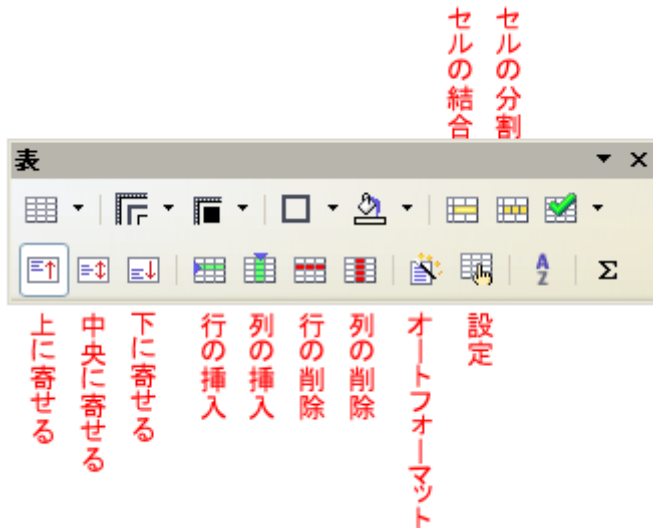 セルの結合
セルの分割
表
上に寄せる
中央に寄せる
下に寄せる
行の挿入
列の挿入
行の削除
列の削除
オートフォーマット
設定
A
Z
Σ